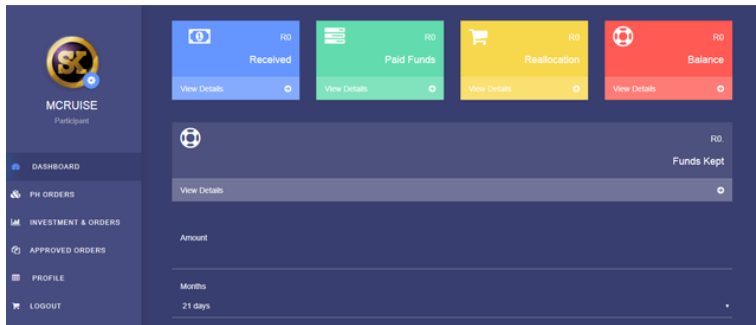 SK
MCRUISE
Participant
DASHBOARD
PH ORDERS
INVESTMENT & ORDERS
APPROVED ORDERS
PROFILE
LOGOUT
R0
Received
View Details
R0
Paid Funds
View Details
R0
Reallocation
View Details
R0
Balance
View Details
R0.
Funds Kept
View Details
Amount
Months
21 days